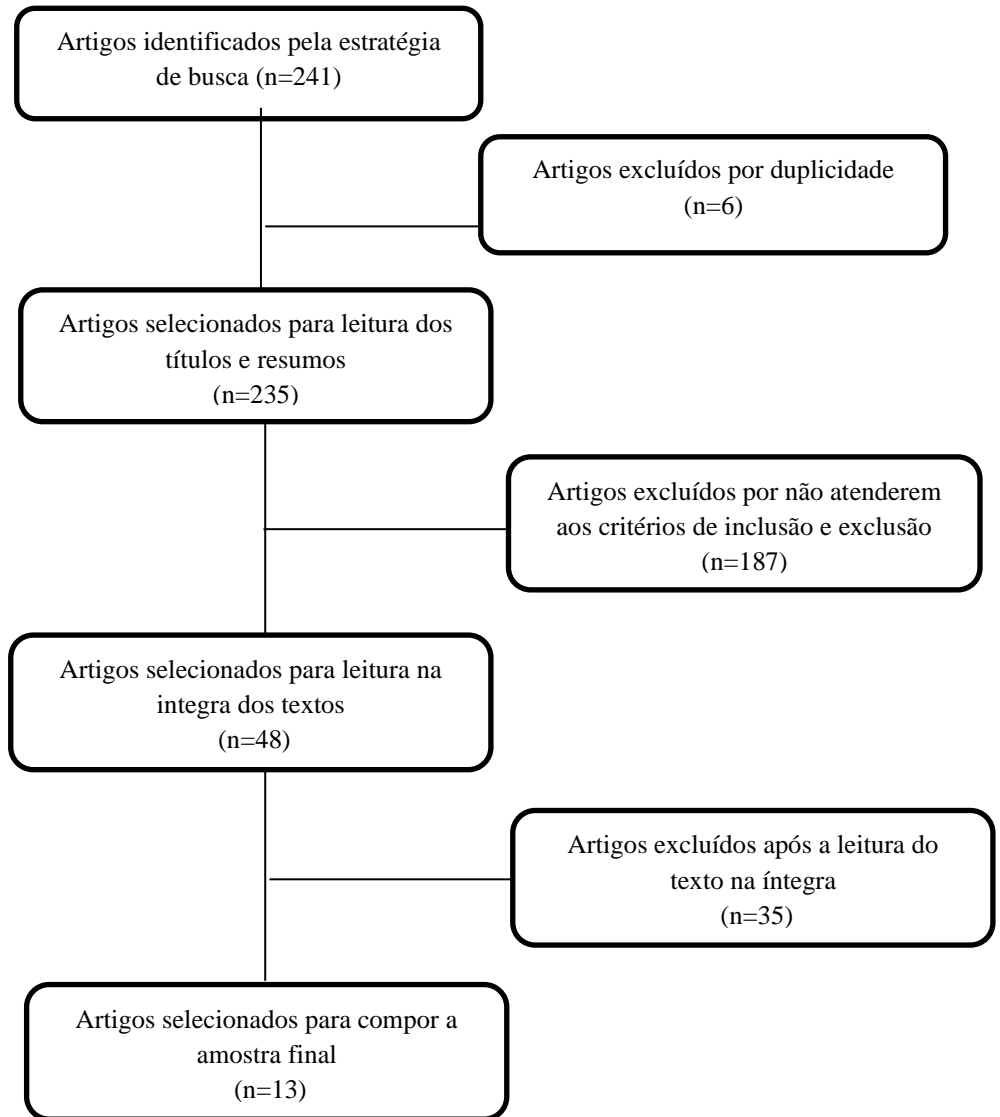 Artigos identificados pela estratégia
de busca (n=241)
Artigos excluídos por duplicidade
(n=6)
Artigos selecionados para leitura dos
títulos e resumos
(n=235)
Artigos excluídos por não atenderem
aos critérios de inclusão e exclusão
(n=187)
Artigos selecionados para leitura na
integra dos textos
(n=48)
Artigos excluídos após a leitura do
texto na íntegra
(n=35)
Artigos selecionados para compor a
amostra final
(n=13)